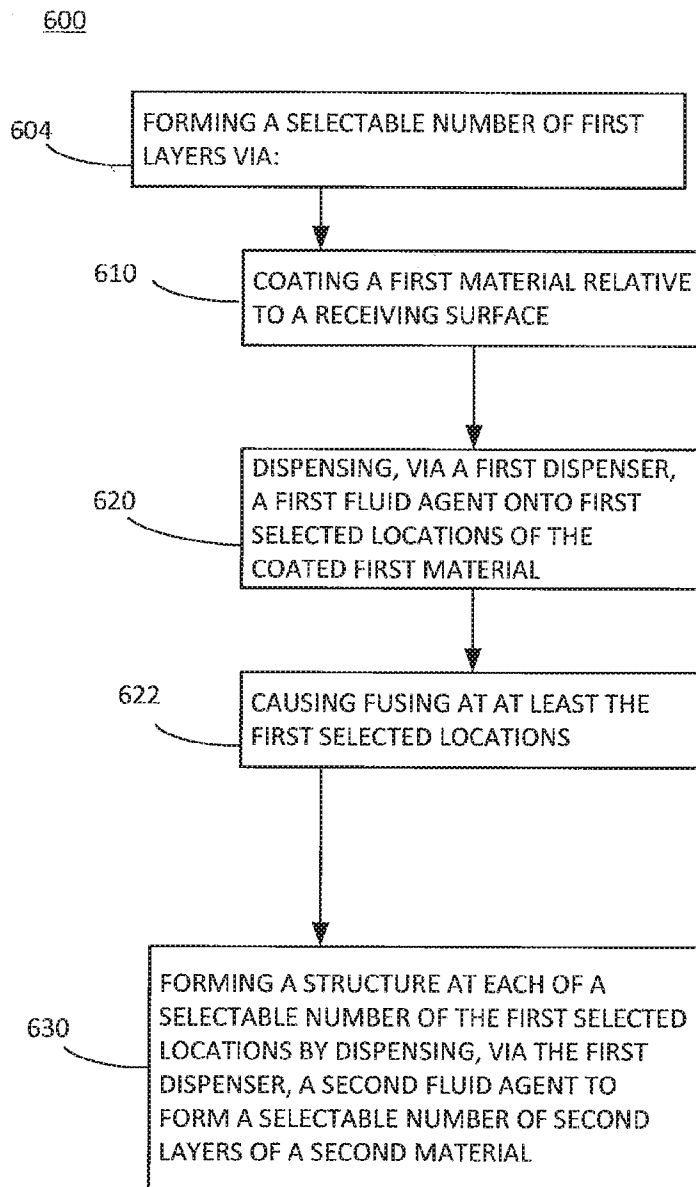 600
604
FORMING A SELECTABLE NUMBER OF FIRST
LAYERS VIA:
610
COATING A FIRST MATERIAL RELATIVE
TO A RECEIVING SURFACE
620
DISPENSING, VIA A FIRST DISPENSER,
A FIRST FLUID AGENT ONTO FIRST
SELECTED LOCATIONS OF THE
COATED FIRST MATERIAL
622
CAUSING FUSING AT AT LEAST THE
FIRST SELECTED LOCATIONS
630
FORMING A STRUCTURE AT EACH OF A
SELECTABLE NUMBER OF THE FIRST SELECTED
LOCATIONS BY DISPENSING, VIA THE FIRST
DISPENSER, A SECOND FLUID AGENT TO
FORM A SELECTABLE NUMBER OF SECOND
LAYERS OF A SECOND MATERIAL